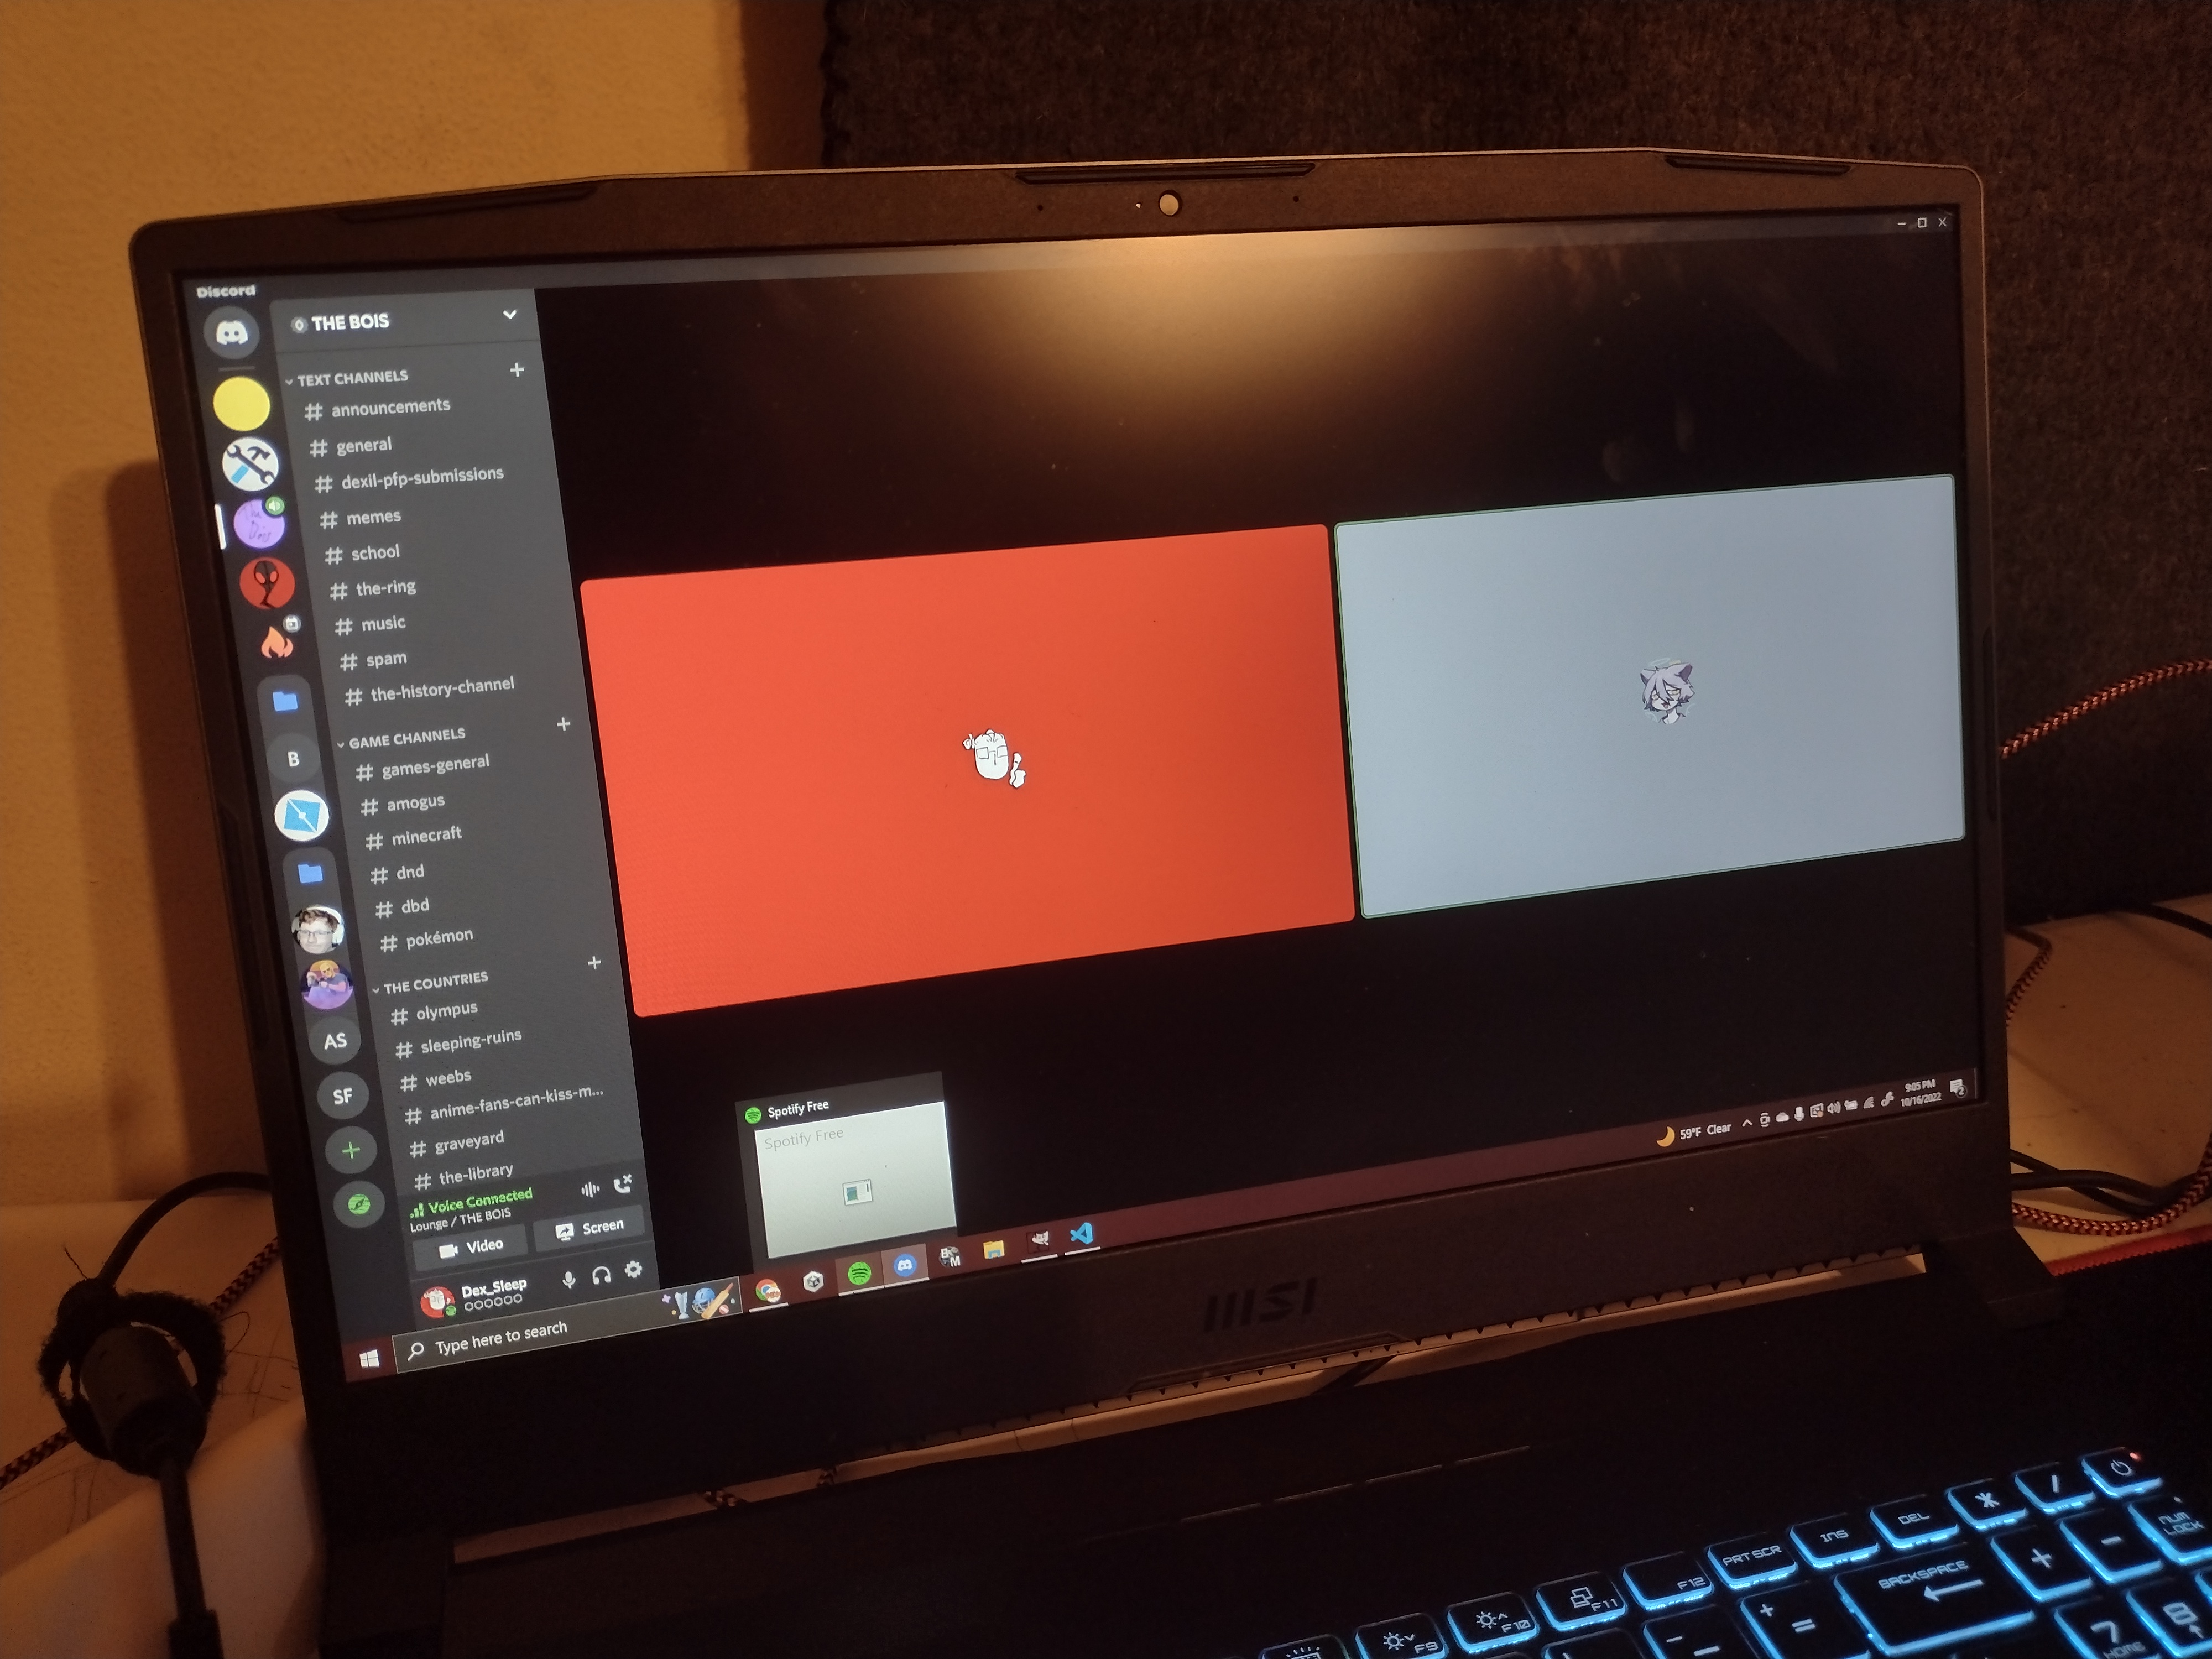 Discord
THE BOIS
TEXT CHANNELS
# announcements
# general
# dexil-pfp-submissions
# memes
# school
# the-ring
# music
# spam
# the-history-channel
GAME CHANNELS
# games-general
# amogus
# minecraft
# dnd
# dbd
# pokémon
THE COUNTRIES
# olympus
# sleeping-ruins
# weebs
# anime-fans-can-kiss-m...
# graveyard
# the-library
B
AS
SF
Voice Connected
Lounge / THE BOIS
Video
Screen
Dex_Sleep
Spotify Free
Spotify Free
Type here to search
59°F Clear
9:05 PM
10/16/2022
2
msi
PRT SCR
INS
DEL
*
/
F9
F10
F11
F12
BACKSPACE
+
-
NUM LOCK
+
=
-
7
HOME
8